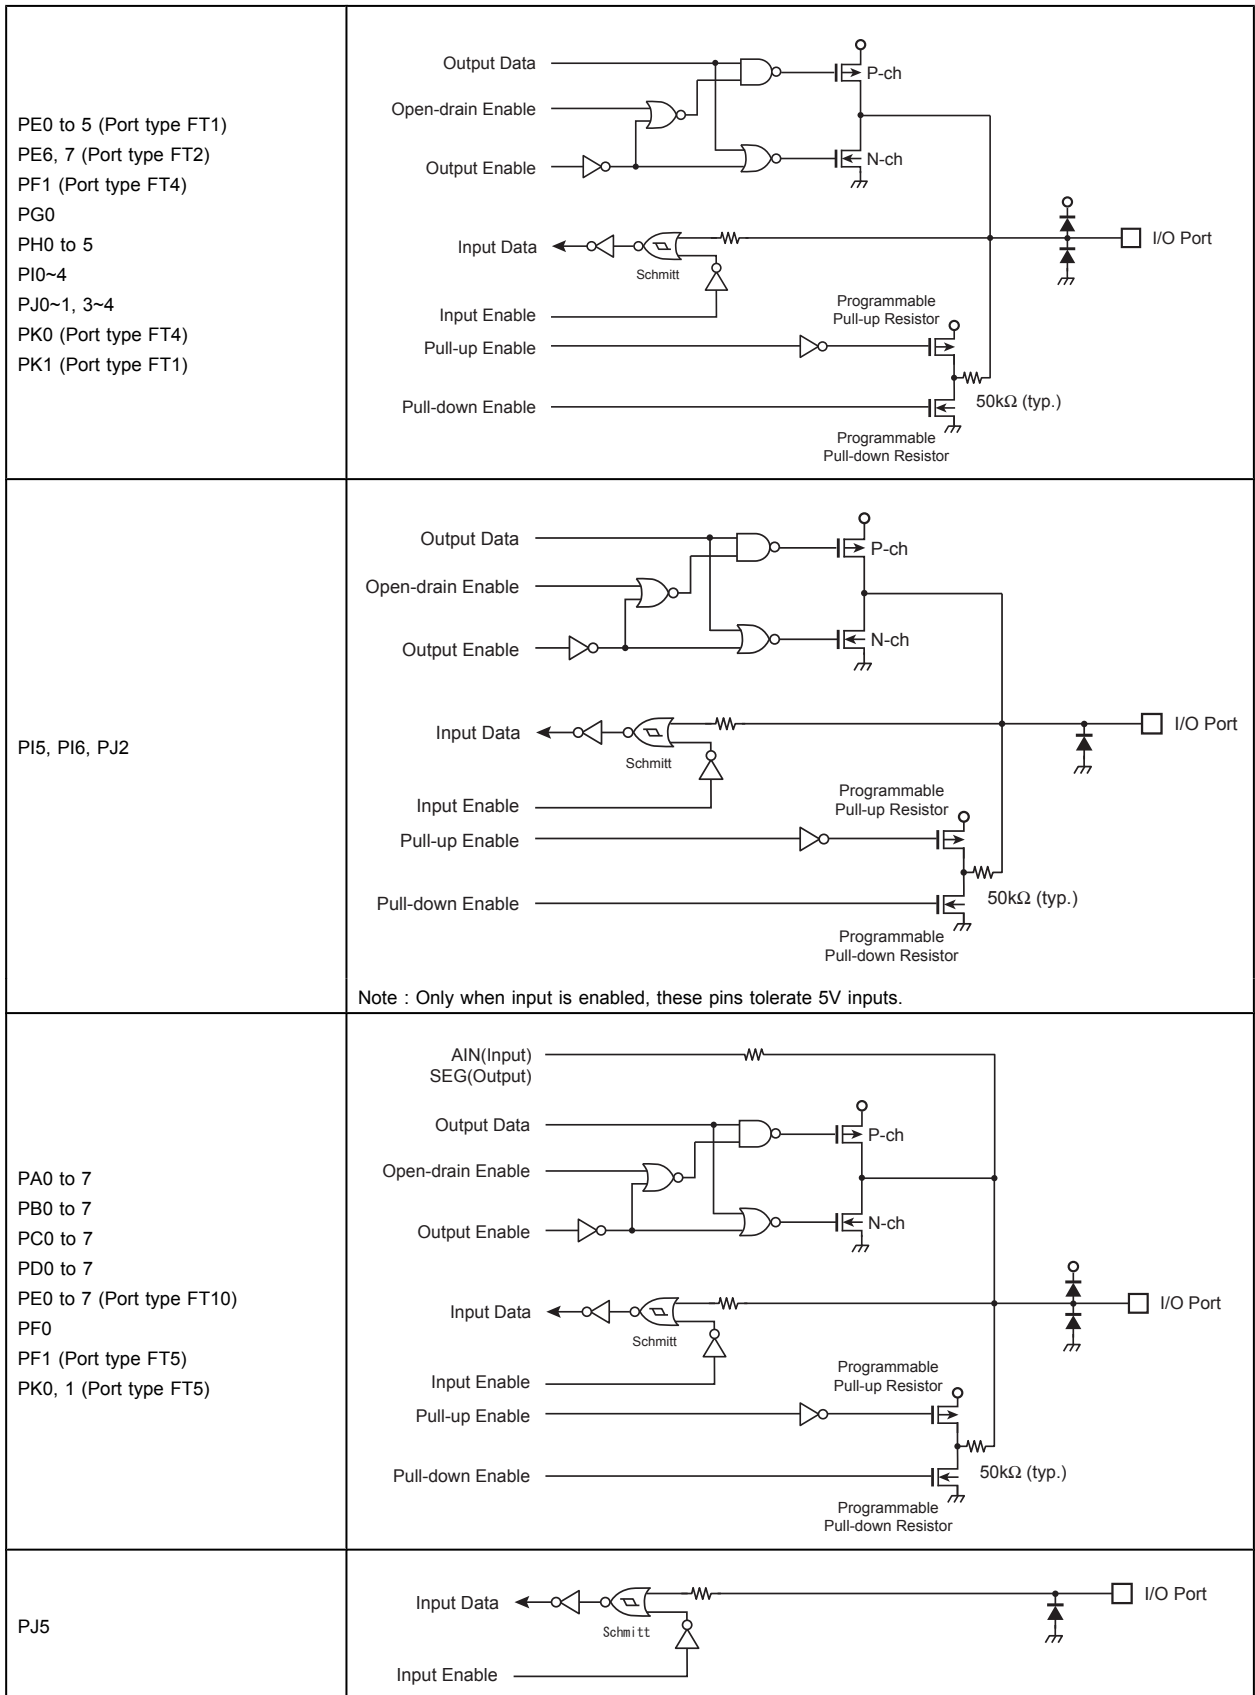 PE0 to 5 (Port type FT1)
PE6, 7 (Port type FT2)
PF1 (Port type FT4)
PG0
PH0 to 5
PI0~4
PJ0~1, 3~4
PK0 (Port type FT4)
PK1 (Port type FT1)
Output Data
P-ch
Open-drain Enable
Output Enable
N-ch
Input Data
Schmitt
I/O Port
Input Enable
Programmable
Pull-up Resistor
Pull-up Enable
Pull-down Enable
50kΩ (typ.)
Programmable
Pull-down Resistor
PI5, PI6, PJ2
Output Data
P-ch
Open-drain Enable
Output Enable
N-ch
Input Data
Schmitt
I/O Port
Input Enable
Programmable
Pull-up Resistor
Pull-up Enable
Pull-down Enable
50kΩ (typ.)
Programmable
Pull-down Resistor
Note : Only when input is enabled, these pins tolerate 5V inputs.
PA0 to 7
PB0 to 7
PC0 to 7
PD0 to 7
PE0 to 7 (Port type FT10)
PF0
PF1 (Port type FT5)
PK0, 1 (Port type FT5)
AIN(Input)
SEG(Output)
Output Data
P-ch
Open-drain Enable
Output Enable
N-ch
Input Data
Schmitt
I/O Port
Input Enable
Programmable
Pull-up Resistor
Pull-up Enable
Pull-down Enable
50kΩ (typ.)
Programmable
Pull-down Resistor
PJ5
Input Data
Schmitt
I/O Port
Input Enable